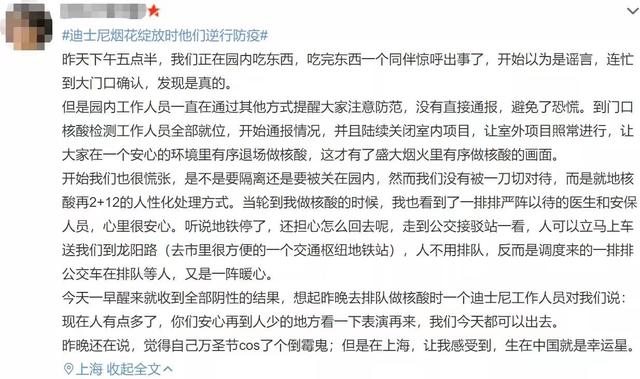 #迪士尼烟花绽放时他们逆行防疫#
昨天下午五点半，我们正在园内吃东西，吃完东西一个同伴惊呼出事了，开始以为是谣言，连忙
到大门口确认，发现是真的。
但是园内工作人员一直在通过其他方式提醒大家注意防范，没有直接通报，避免了恐慌。到门口
核酸检测工作人员全部就位，开始通报情况，并且陆续关闭室内项目，让室外项目照常进行，让
大家在一个安心的环境里有序退场做核酸，这才有了盛大烟火里有序做核酸的画面。
开始我们也很慌张，是不是要隔离还是要被关在园内，然而我们没有被一刀切对待，而是就地核
酸再2+12的人性化处理方式。当轮到我做核酸的时候，我也看到了一排排严阵以待的医生和安保
人员，心里很安心。听说地铁停了，还担心怎么回去呢，走到公交接驳站一看，人可以立马上车
送我们到龙阳路（去市里很方便的一个交通枢纽地铁站），人不用排队，反而是调度来的一排排
公交车在排队等人，又是一阵暖心。
今天一早醒来就收到全部阴性的结果，想起昨晚去排队做核酸时一个迪士尼工作人员对我们说：
现在人有点多了，你们安心再到人少的地方看一下表演再来，我们今天都可以出去。
昨晚还在说，觉得自己万圣节cos了个倒霉鬼；但是在上海，让我感受到，生在中国就是幸运星。
上海 收起全文